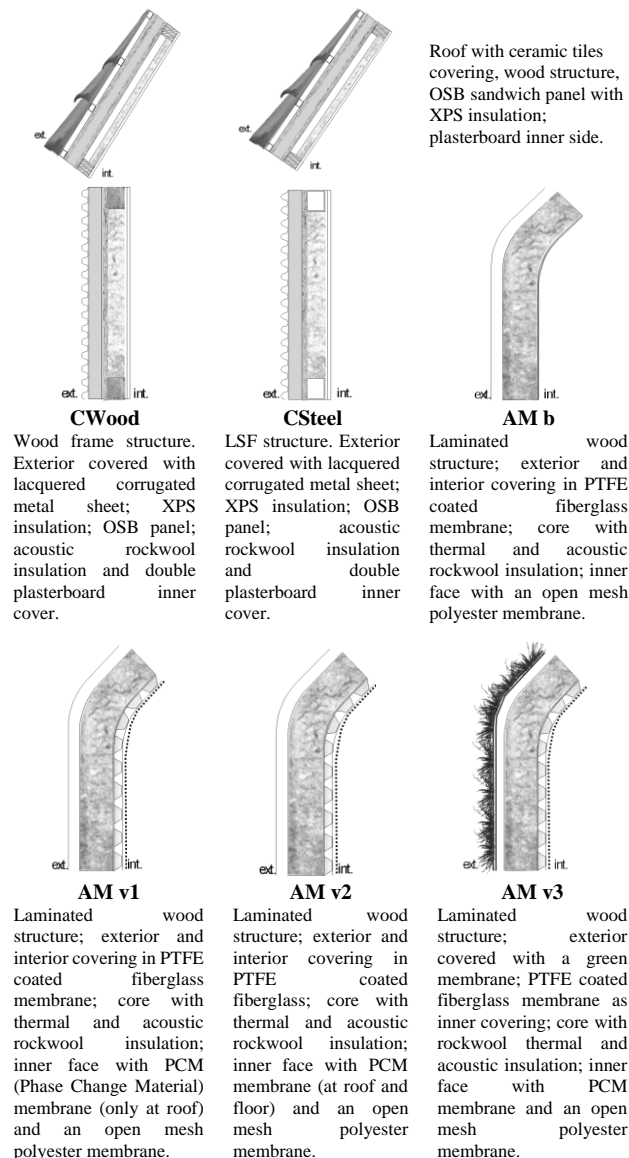 Roof with ceramic tiles
covering, wood structure,
OSB sandwich panel with
XPS insulation;
plasterboard inner side.
ext.
int.
ext.
int.
ext.
int.
CWood
Wood frame structure.
Exterior covered with
lacquered corrugated
metal sheet; XPS
insulation; OSB panel;
acoustic rockwool
insulation and double
plasterboard inner
cover.
ext.
int.
CSteel
LSF structure. Exterior
covered with lacquered
corrugated metal sheet;
XPS insulation; OSB
panel; acoustic
rockwool insulation
and double
plasterboard inner
cover.
ext.
int.
AM b
Laminated wood
structure; exterior and
interior covering in PTFE
coated fiberglass
membrane; core with
thermal and acoustic
rockwool insulation; inner
face with an open mesh
polyester membrane.
ext.
int.
AM v1
Laminated wood
structure; exterior and
interior covering in PTFE
coated fiberglass
membrane; core with
thermal and acoustic
rockwool insulation;
inner face with PCM
(Phase Change Material)
membrane (only at roof)
and an open mesh
polyester membrane.
ext.
int.
AM v2
Laminated wood
structure; exterior and
interior covering in
PTFE coated
fiberglass; core with
thermal and acoustic
rockwool insulation;
inner face with PCM
membrane (at roof and
floor) and an open
mesh polyester
membrane.
ext.
int.
AM v3
Laminated wood
structure; exterior
covered with a green
membrane; PTFE coated
fiberglass membrane as
inner covering; core with
rockwool thermal and
acoustic insulation; inner
face with PCM
membrane and an open
mesh polyester
membrane.